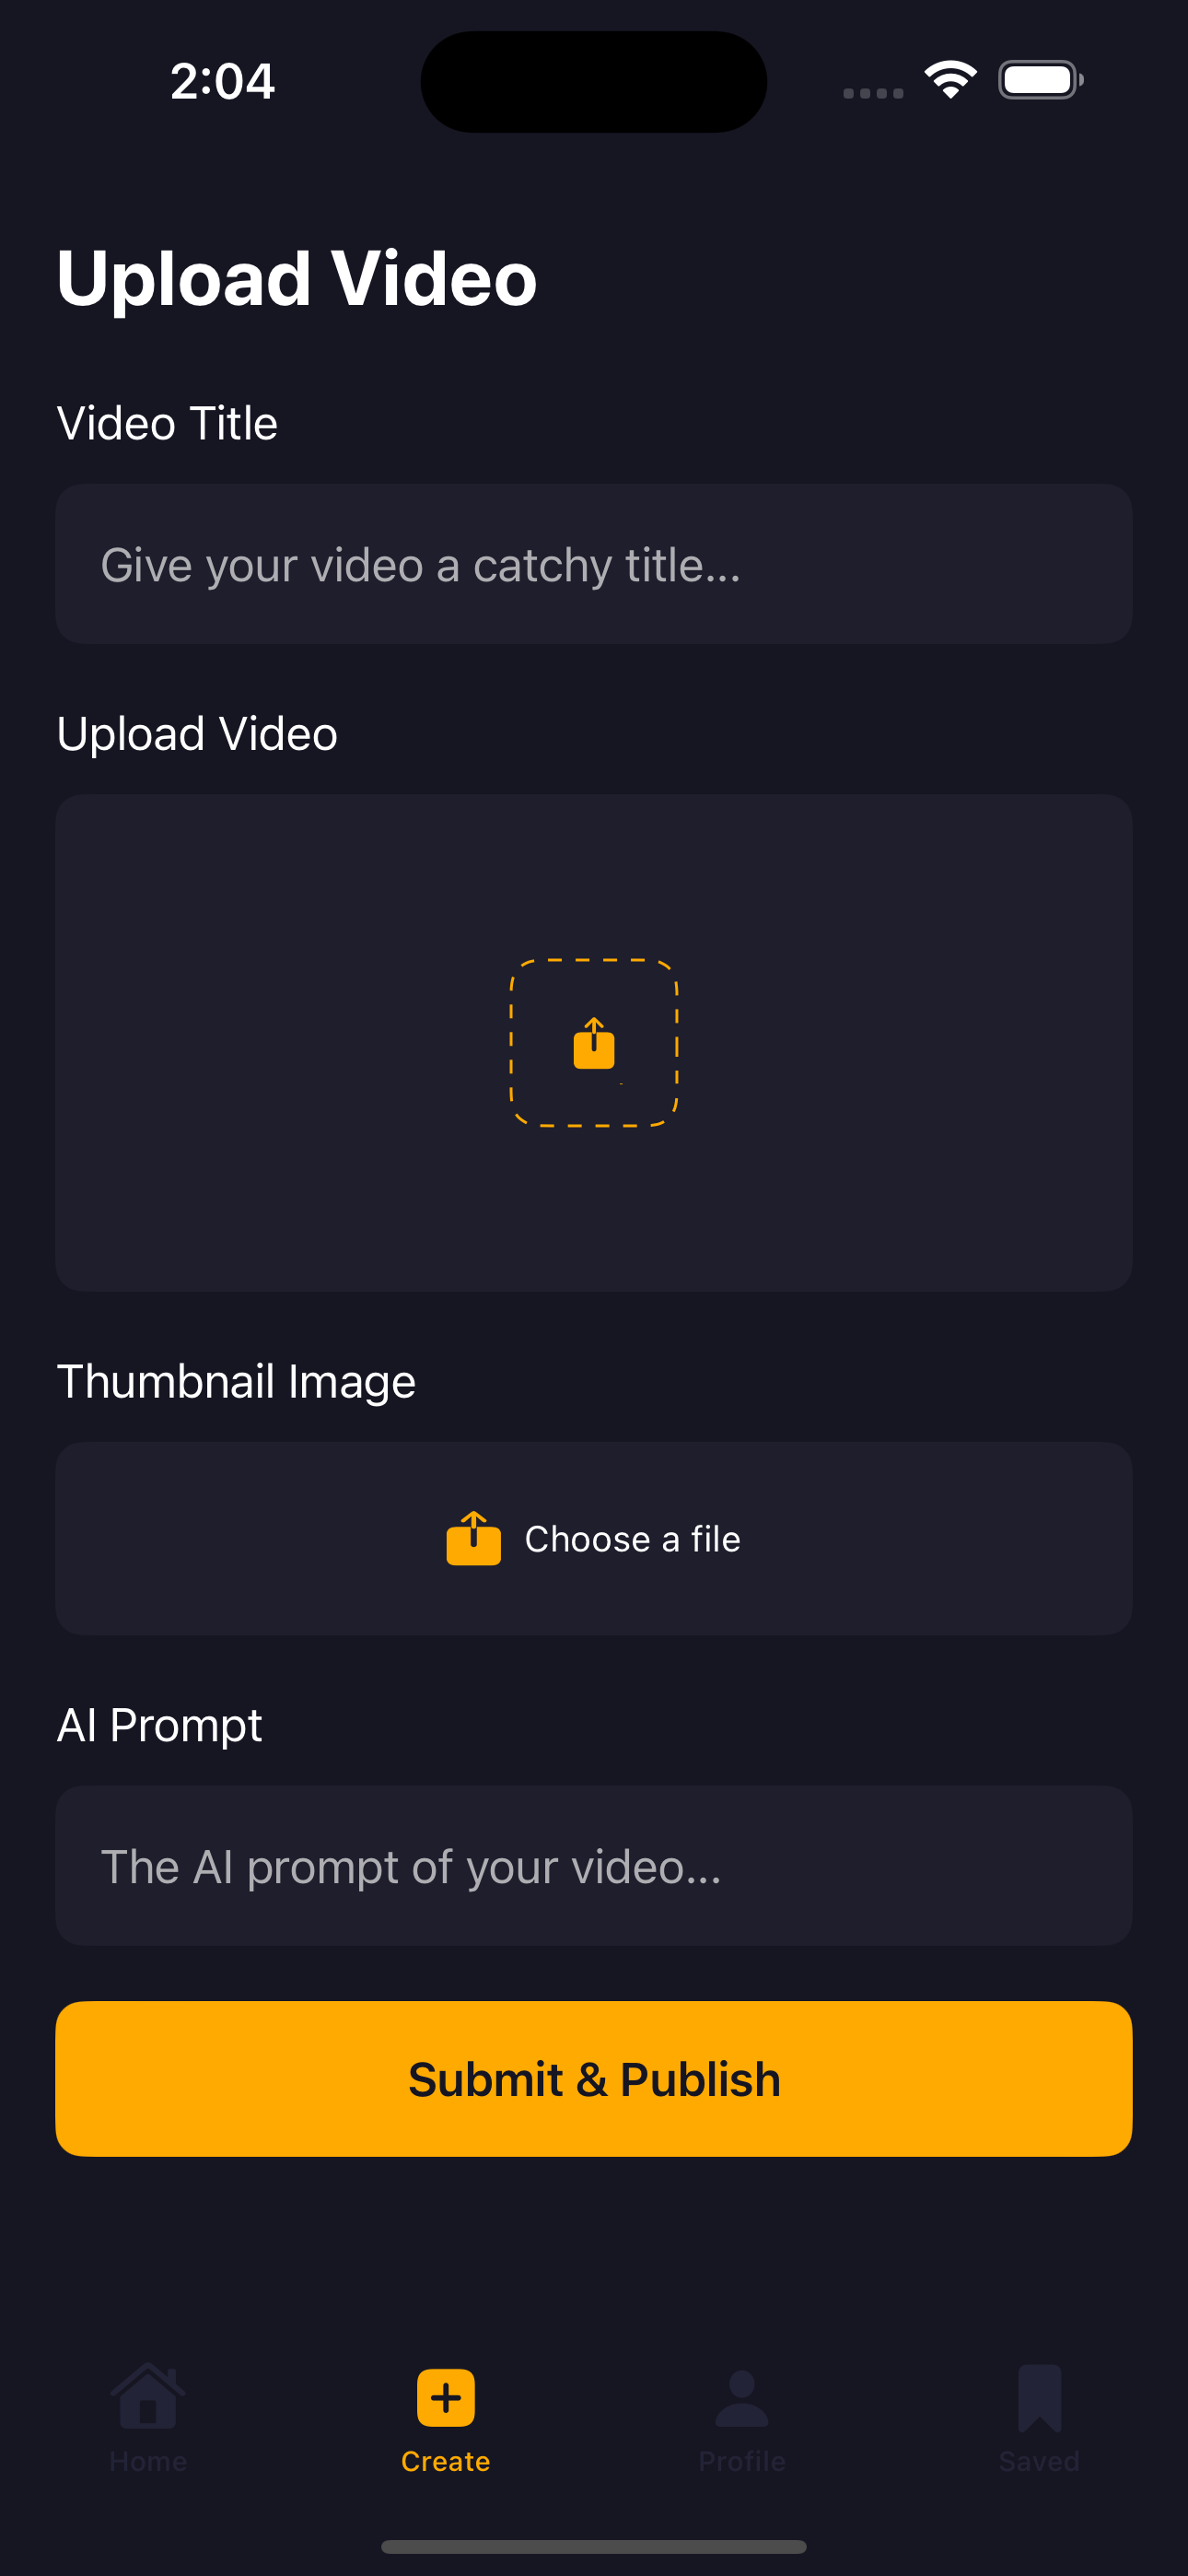 2:04
Upload Video
Video Title
Give your video a catchy title...
Upload Video
Thumbnail Image
Choose a file
AI Prompt
The AI prompt of your video...
Submit & Publish
Home
Create
Profile
Saved